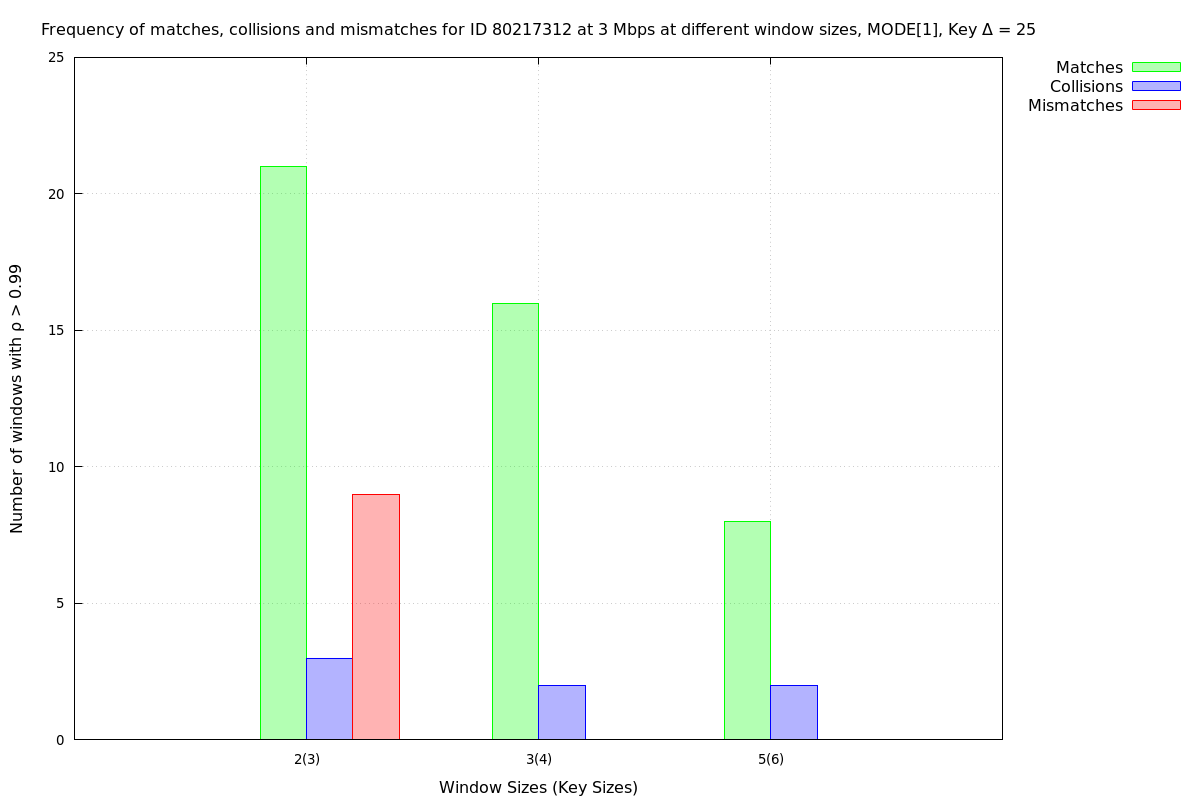 Frequency of matches, collisions and mismatches for ID 80217312 at 3 Mbps at different window sizes, MODE[1], Key Δ = 25
Matches
Collisions
Mismatches
Number of windows with ρ > 0.99
25
20
15
10
5
0
2(3)
3(4)
5(6)
Window Sizes (Key Sizes)